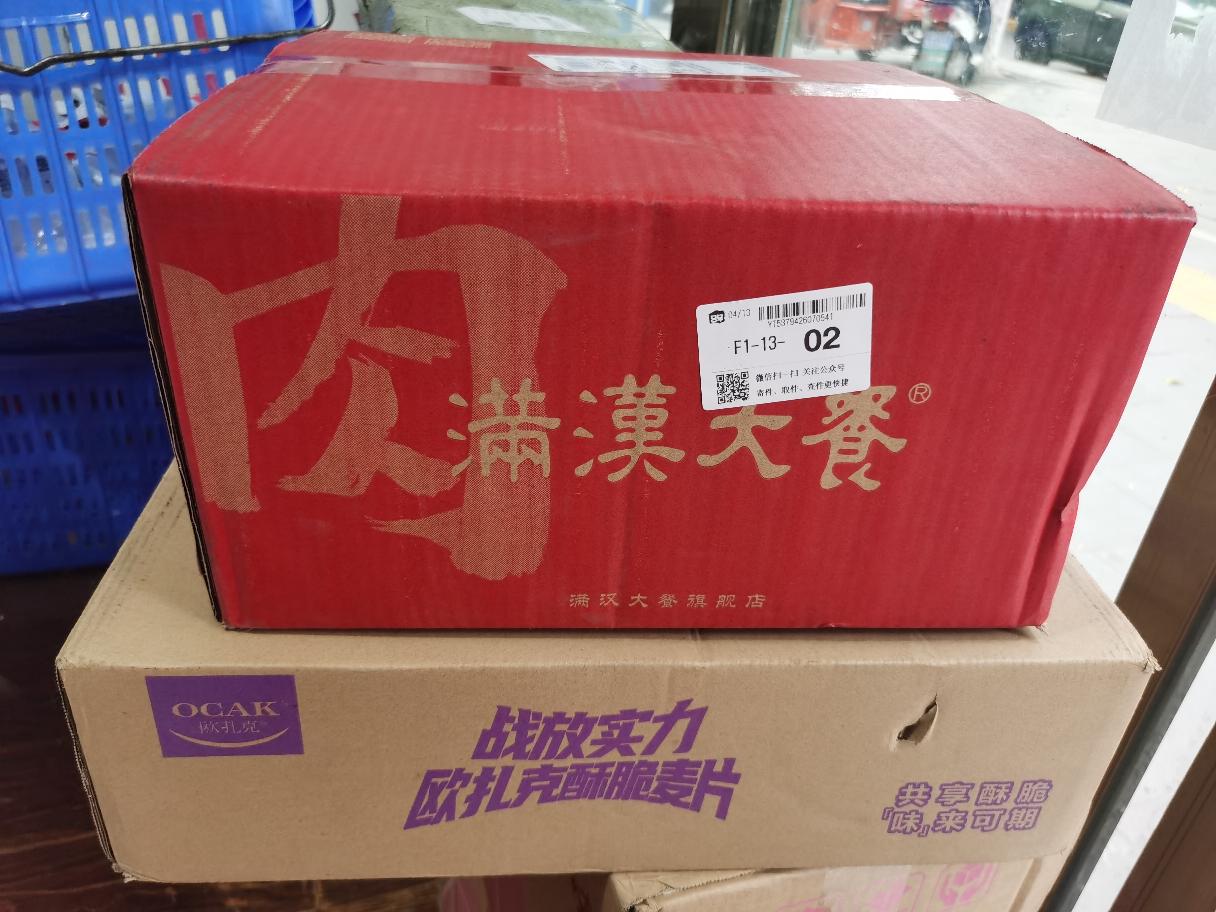 04/13
YT5379426070541
F1-13- 02
微信扫一扫 关注公众号
寄件、取件、查件更快捷
肉
满漢大餐®
满汉大餐旗舰店
OCAK
欧扎克
战放实力
欧扎克酥脆麦片
共享酥脆
『味』来可期